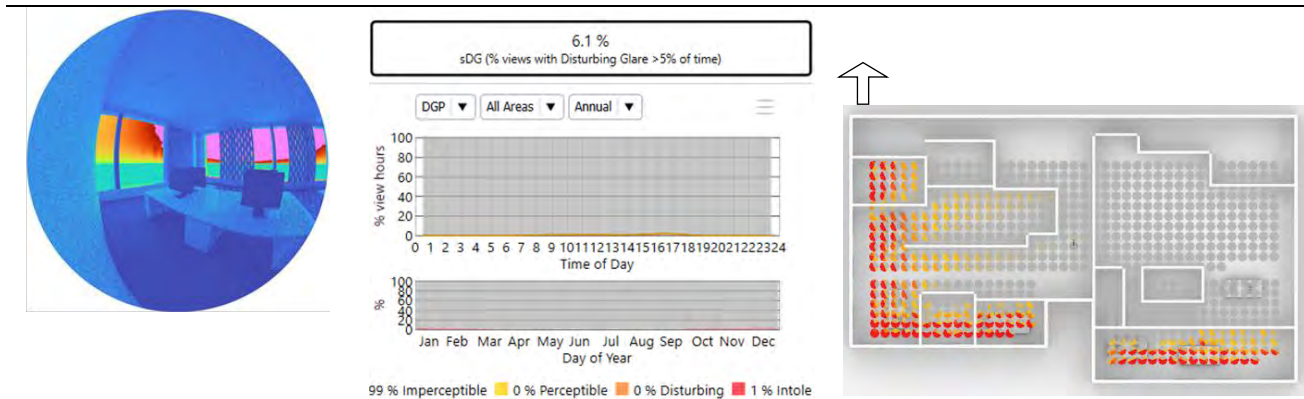 6.1 %
sDG (% views with Disturbing Glare >5% of time)
DGP ▼ All Areas ▼ Annual ▼
100
80
60
40
20
0
% view hours
0 1 2 3 4 5 6 7 8 9 101112131415161718192021222324
Time of Day
100
80
60
40
20
0
%
Jan Feb Mar Apr May Jun Jul Aug Sep Oct Nov Dec
Day of Year
99 % Imperceptible 0 % Perceptible 0 % Disturbing 1 % Intole